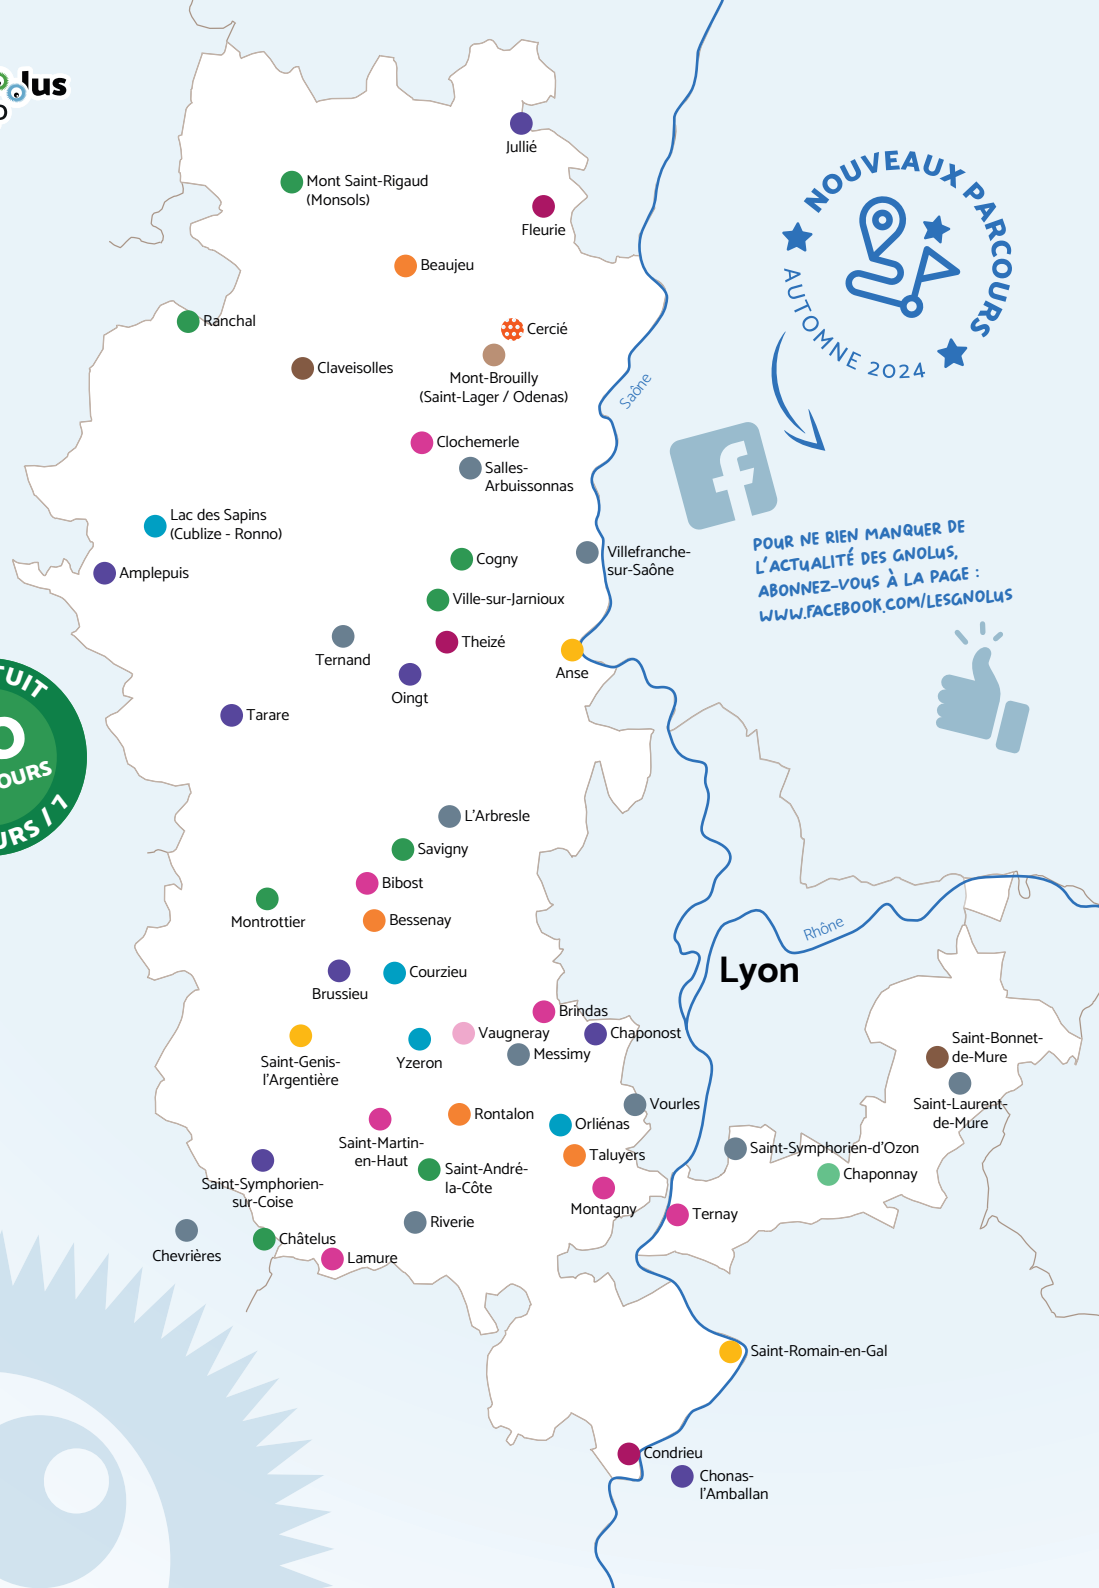 lus
Jullié
NOUVEAUX PARCOURS
AUTOMNE 2024
Mont Saint-Rigaud
(Monsols)
Fleurie
Beaujeu
Ranchal
Cercié
Claveisolles
Mont-Brouilly
(Saint-Lager / Odenas)
Saône
Clochemerle
Salles-
Arbuissonnas
Lac des Sapins
(Cublize - Ronno)
POUR NE RIEN MANQUER DE
L'ACTUALITÉ DES GNOLUS,
ABONNEZ-VOUS À LA PAGE :
WWW.FACEBOOK.COM/LESGNOLUS
Villefranche-
sur-Saône
Cogny
Amplepuis
Ville-sur-Jarnioux
Theizé
Ternand
Anse
Oingt
Tarare
TUIT
OURS
URS / 7
L'Arbresle
Savigny
Bibost
Montrottier
Bessenay
Rhône
Lyon
Courzieu
Brussieu
Brindas
Vaugneray
Chaponost
Messimy
Saint-Genis-
l'Argentière
Yzeron
Saint-Bonnet-
de-Mure
Saint-Laurent-
de-Mure
Vourles
Rontalon
Orliénas
Saint-Martin-
en-Haut
Saint-Symphorien-d'Ozon
Taluyers
Saint-André-
la-Côte
Chaponnay
Saint-Symphorien-
sur-Coise
Montagny
Ternay
Riverie
Chevrières
Châtelus
Lamure
Saint-Romain-en-Gal
Condrieu
Chonas-
l'Amballan